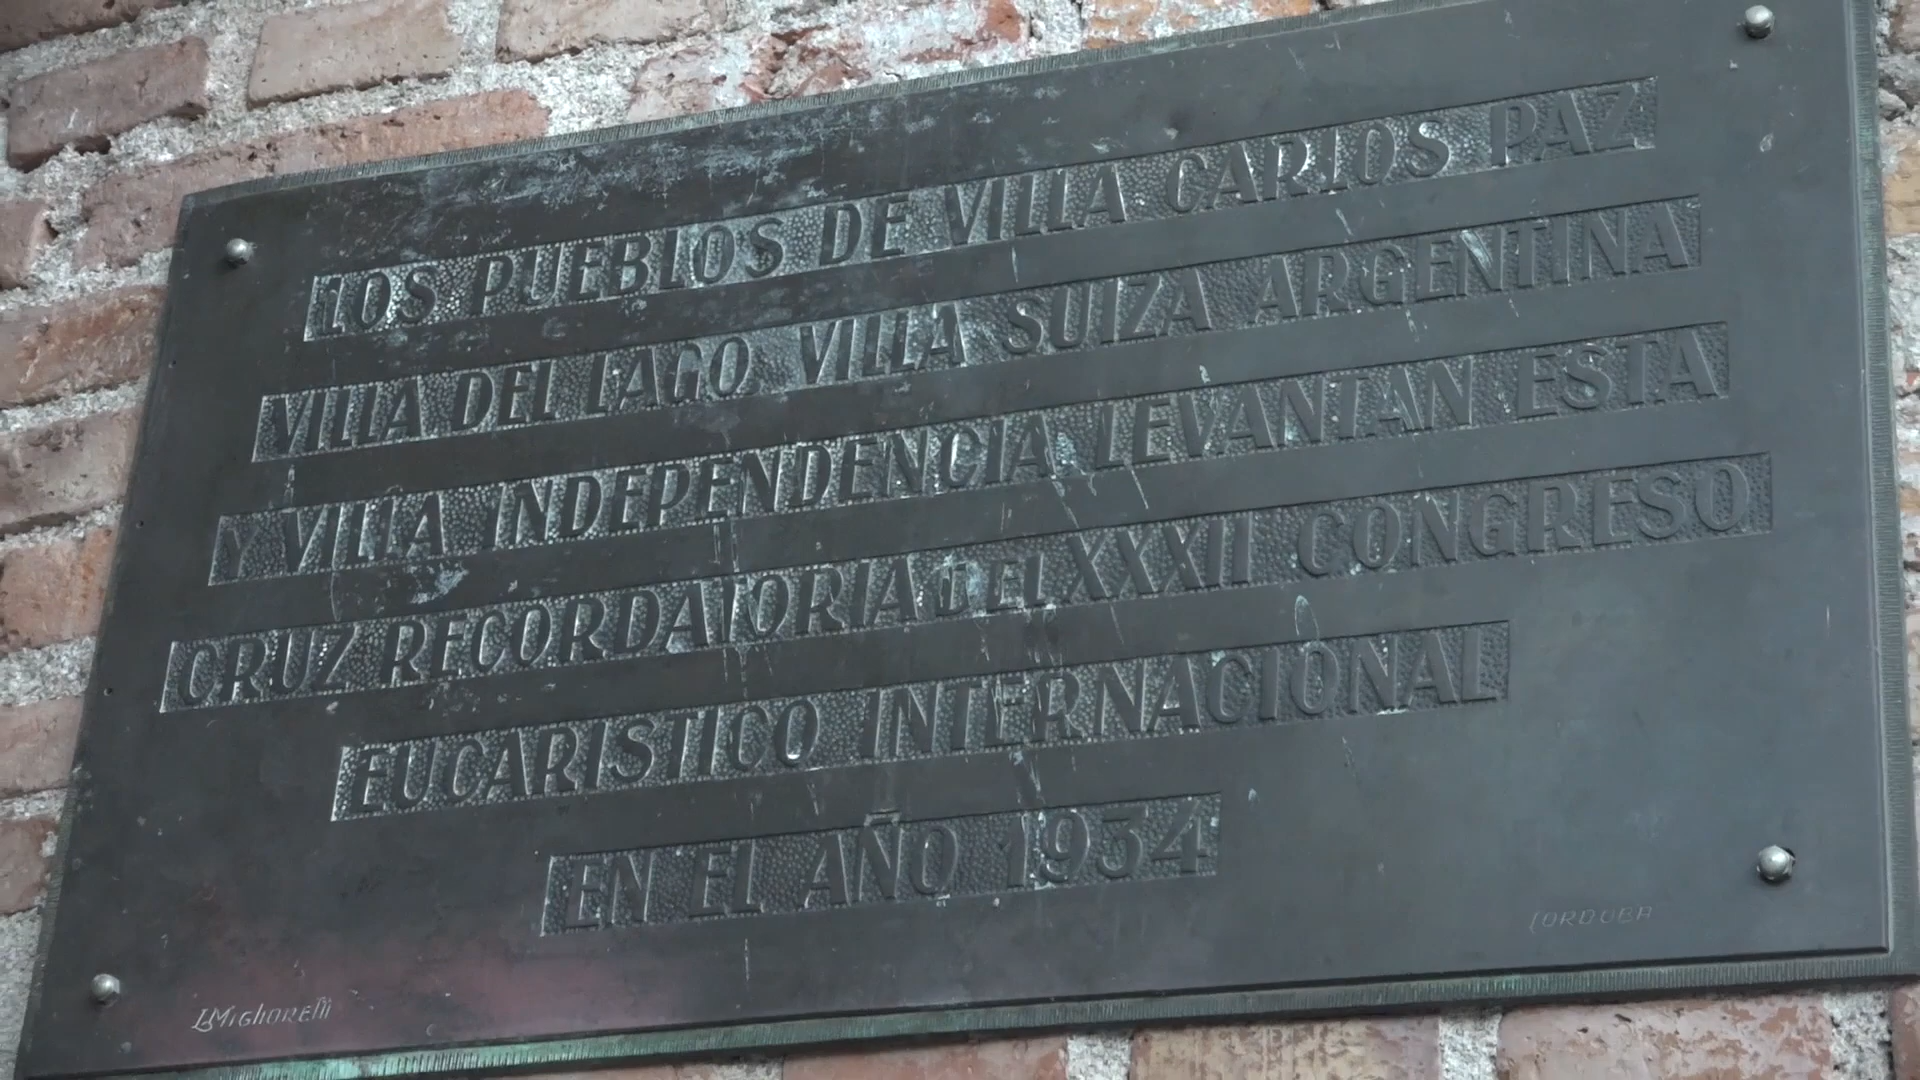 LOS PUEBLOS DE VILLA CARLOS PAZ
VILLA DEL LAGO VILLA SUIZA ARGENTINA
Y VILLA INDEPENDENCIA LEVANTAN ESTA
CRUZ RECORDATORIA DEL XXXII CONGRESO
EUCARISTICO INTERNACIONAL
EN EL AÑO 1934
CORDOBA